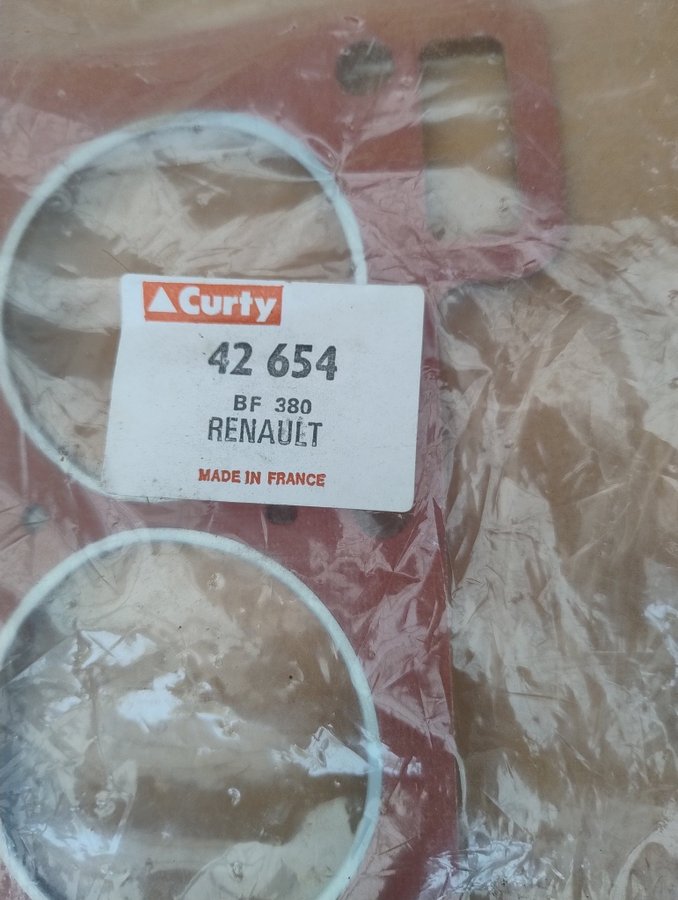 Curty
42 654
BF 380
RENAULT
MADE IN FRANCE